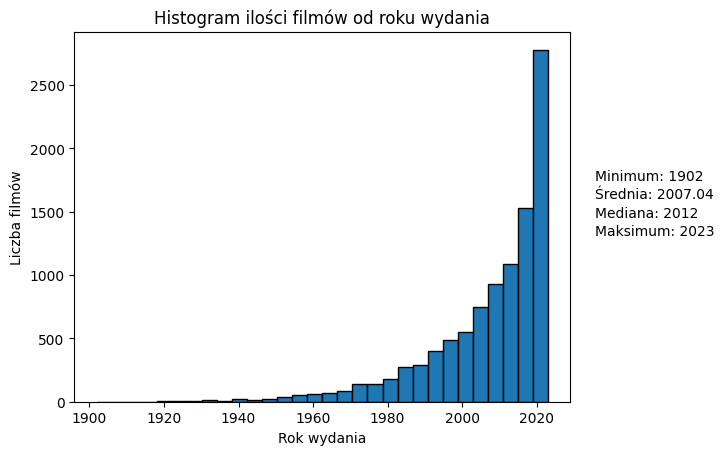 Histogram ilości filmów od roku wydania
Liczba filmów
2500
2000
1500
1000
500
0
1900
1920
1940
1960
1980
2000
2020
Rok wydania
Minimum: 1902
Średnia: 2007.04
Mediana: 2012
Maksimum: 2023